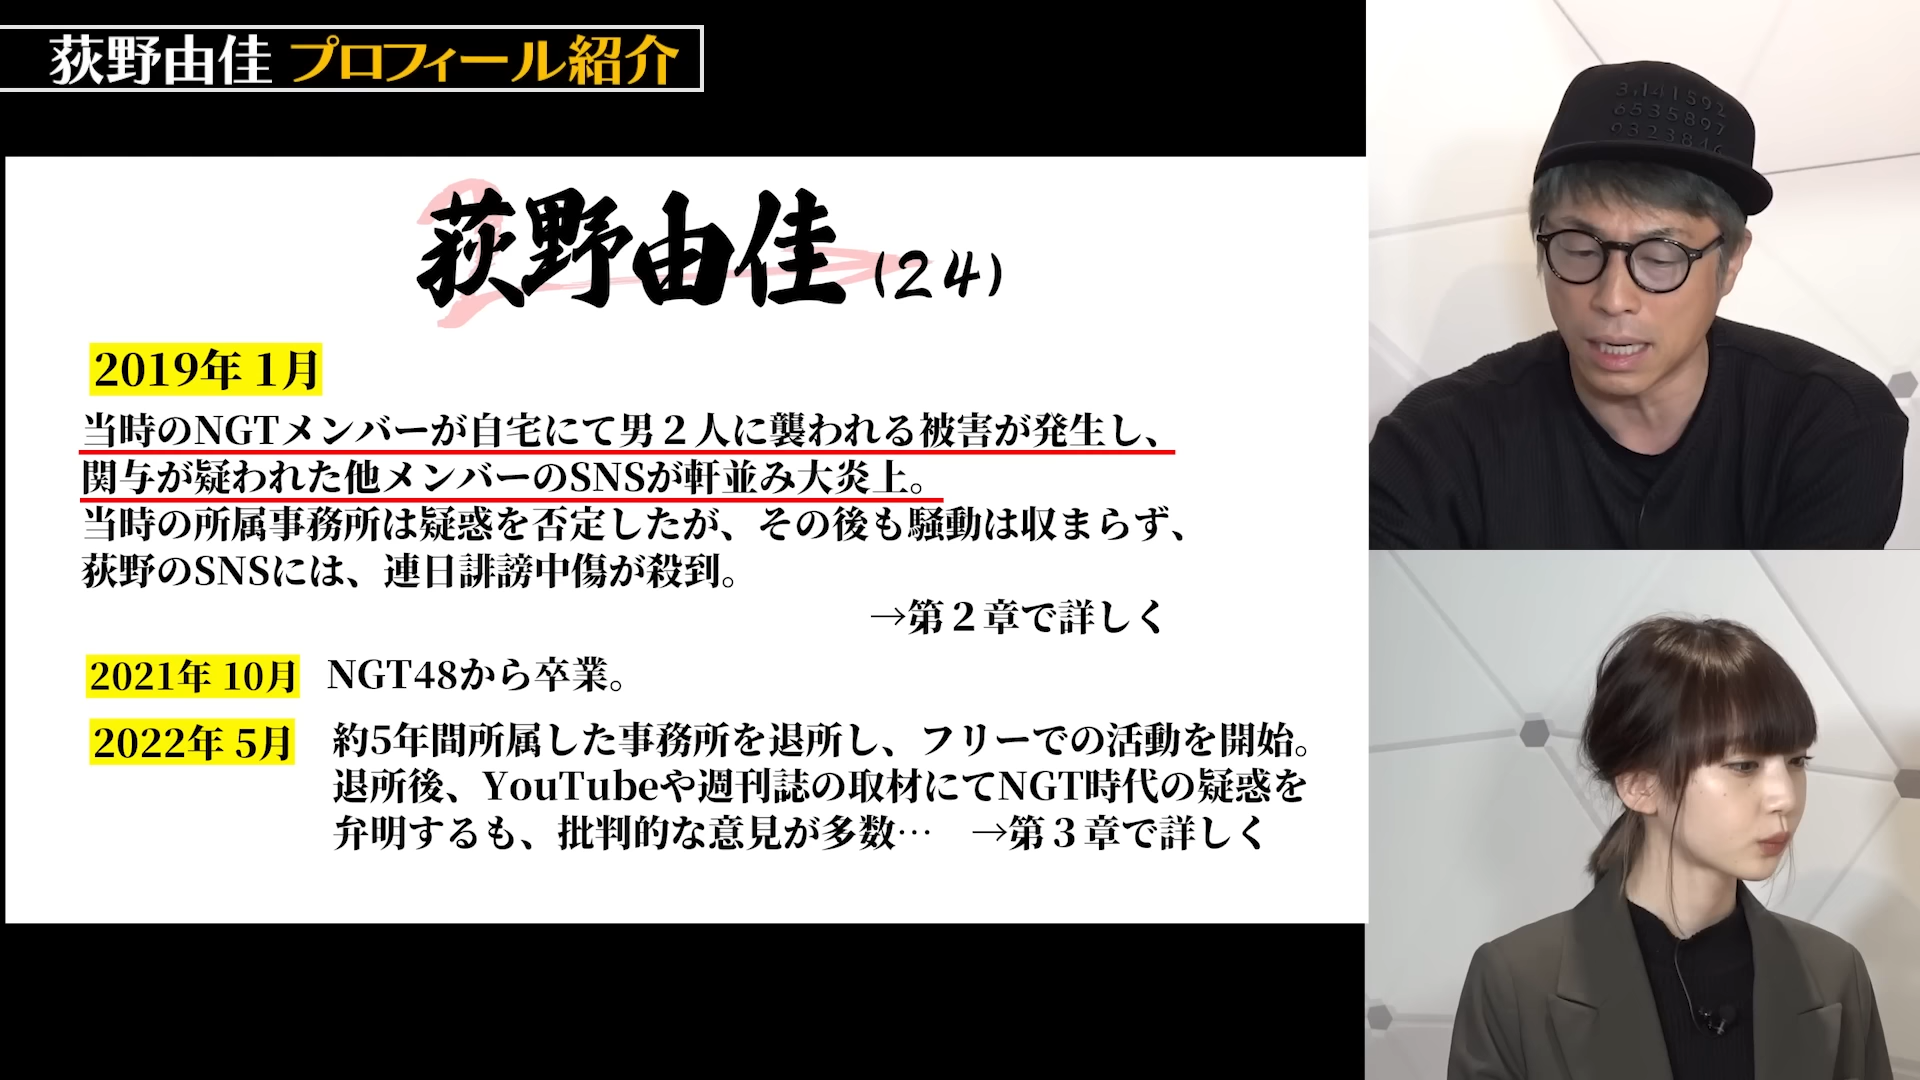 荻野由佳 プロフィール紹介
荻野由佳(24)
2019年 1月
当時のNGTメンバーが自宅にて男２人に襲われる被害が発生し、
関与が疑われた他メンバーのSNSが軒並み大炎上。
当時の所属事務所は疑惑を否定したが、その後も騒動は収まらず、
荻野のSNSには、連日誹謗中傷が殺到。
→第２章で詳しく
2021年 10月 NGT48から卒業。
2022年 5月 約5年間所属した事務所を退所し、フリーでの活動を開始。
退所後、YouTubeや週刊誌の取材にてNGT時代の疑惑を
弁明するも、批判的な意見が多数… →第３章で詳しく
3.141592
6535897
9323846